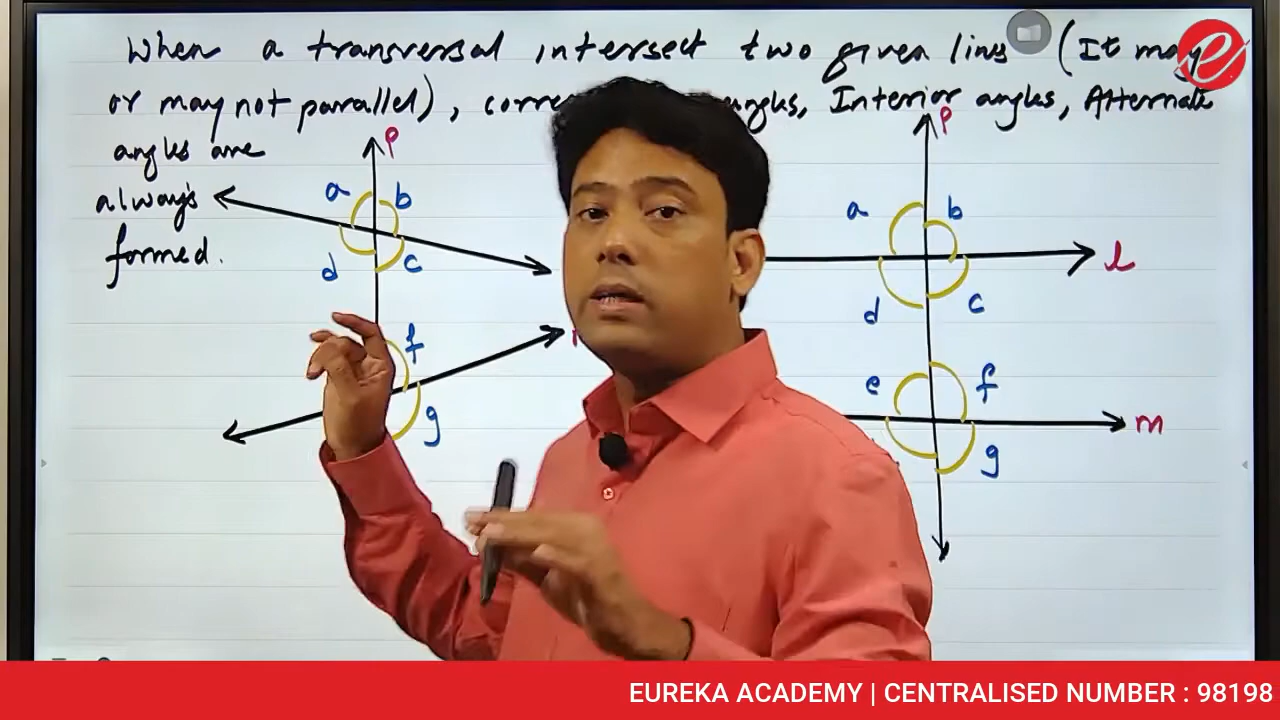 When a transversal intersect two given lines (It may
or may not parallel), angles, Interior angles, Alternate
angles are
always
formed.
P
a b
d c
f
g
P
a b
l
d c
e f
m
g
EUREKA ACADEMY | CENTRALISED NUMBER : 98198